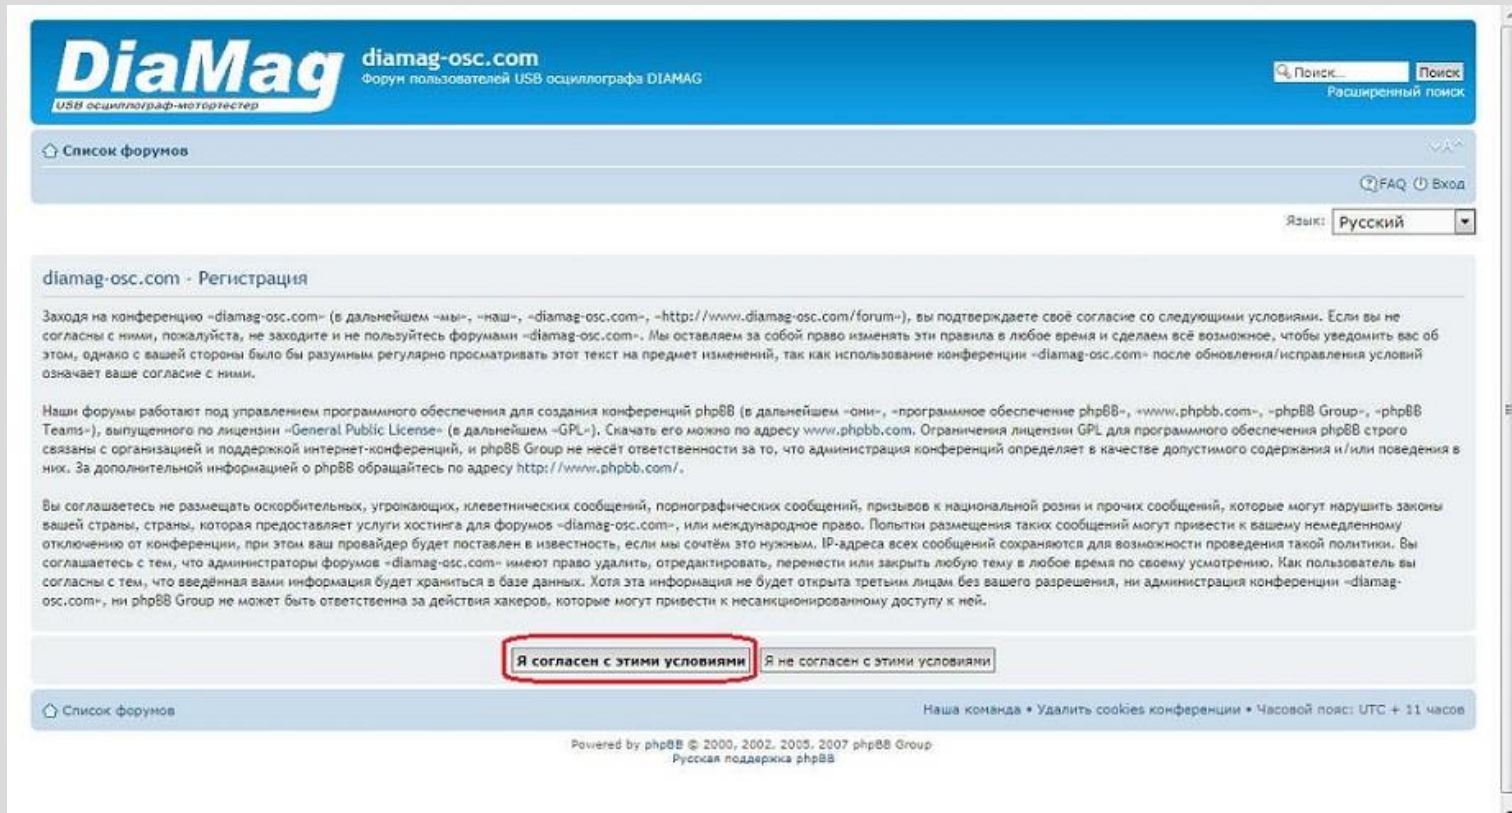 DiaMag
USB осциллограф-мотортестер
diamag-osc.com
Форум пользователей USB осциллографа DIAMAG
Поиск... Поиск
Расширенный поиск
Список форумов
FAQ Вход
Язык: Русский
diamag-osc.com - Регистрация
Заходя на конференцию «diamag-osc.com» (в дальнейшем «мы», «наш», «diamag-osc.com», «http://www.diamag-osc.com/forum»), вы подтверждаете своё согласие со следующими условиями. Если вы не
согласны с ними, пожалуйста, не заходите и не пользуйтесь форумами «diamag-osc.com». Мы оставляем за собой право изменять эти правила в любое время и сделаем всё возможное, чтобы уведомить вас об
этом, однако с вашей стороны было бы разумным регулярно просматривать этот текст на предмет изменений, так как использование конференции «diamag-osc.com» после обновления/исправления условий
означает ваше согласие с ними.
Наши форумы работают под управлением программного обеспечения для создания конференций phpBB (в дальнейшем «они», «программное обеспечение phpBB», «www.phpbb.com», «phpBB Group», «phpBB
Teams»), выпущенного по лицензии «General Public License» (в дальнейшем «GPL»). Скачать его можно по адресу www.phpbb.com. Ограничения лицензии GPL для программного обеспечения phpBB строго
связаны с организацией и поддержкой интернет-конференций, и phpBB Group не несёт ответственности за то, что администрация конференций определяет в качестве допустимого содержания и/или поведения в
них. За дополнительной информацией о phpBB обращайтесь по адресу http://www.phpbb.com/.
Вы соглашаетесь не размещать оскорбительных, угрожающих, клеветнических сообщений, порнографических сообщений, призывов к национальной розни и прочих сообщений, которые могут нарушить законы
вашей страны, страны, которая предоставляет услуги хостинга для форумов «diamag-osc.com», или международное право. Попытки размещения таких сообщений могут привести к вашему немедленному
отключению от конференции, при этом ваш провайдер будет поставлен в известность, если мы сочтём это нужным. IP-адреса всех сообщений сохраняются для возможности проведения такой политики. Вы
соглашаетесь с тем, что администраторы форумов «diamag-osc.com» имеют право удалить, отредактировать, перенести или закрыть любую тему в любое время по своему усмотрению. Как пользователь вы
согласны с тем, что введённая вами информация будет храниться в базе данных. Хотя эта информация не будет открыта третьим лицам без вашего разрешения, ни администрация конференции «diamag-
osc.com», ни phpBB Group не может быть ответственна за действия хакеров, которые могут привести к несанкционированному доступу к ней.
Я согласен с этими условиями Я не согласен с этими условиями
Список форумов Наша команда • Удалить cookies конференции • Часовой пояс: UTC + 11 часов
Powered by phpBB © 2000, 2002, 2005, 2007 phpBB Group
Русская поддержка phpBB